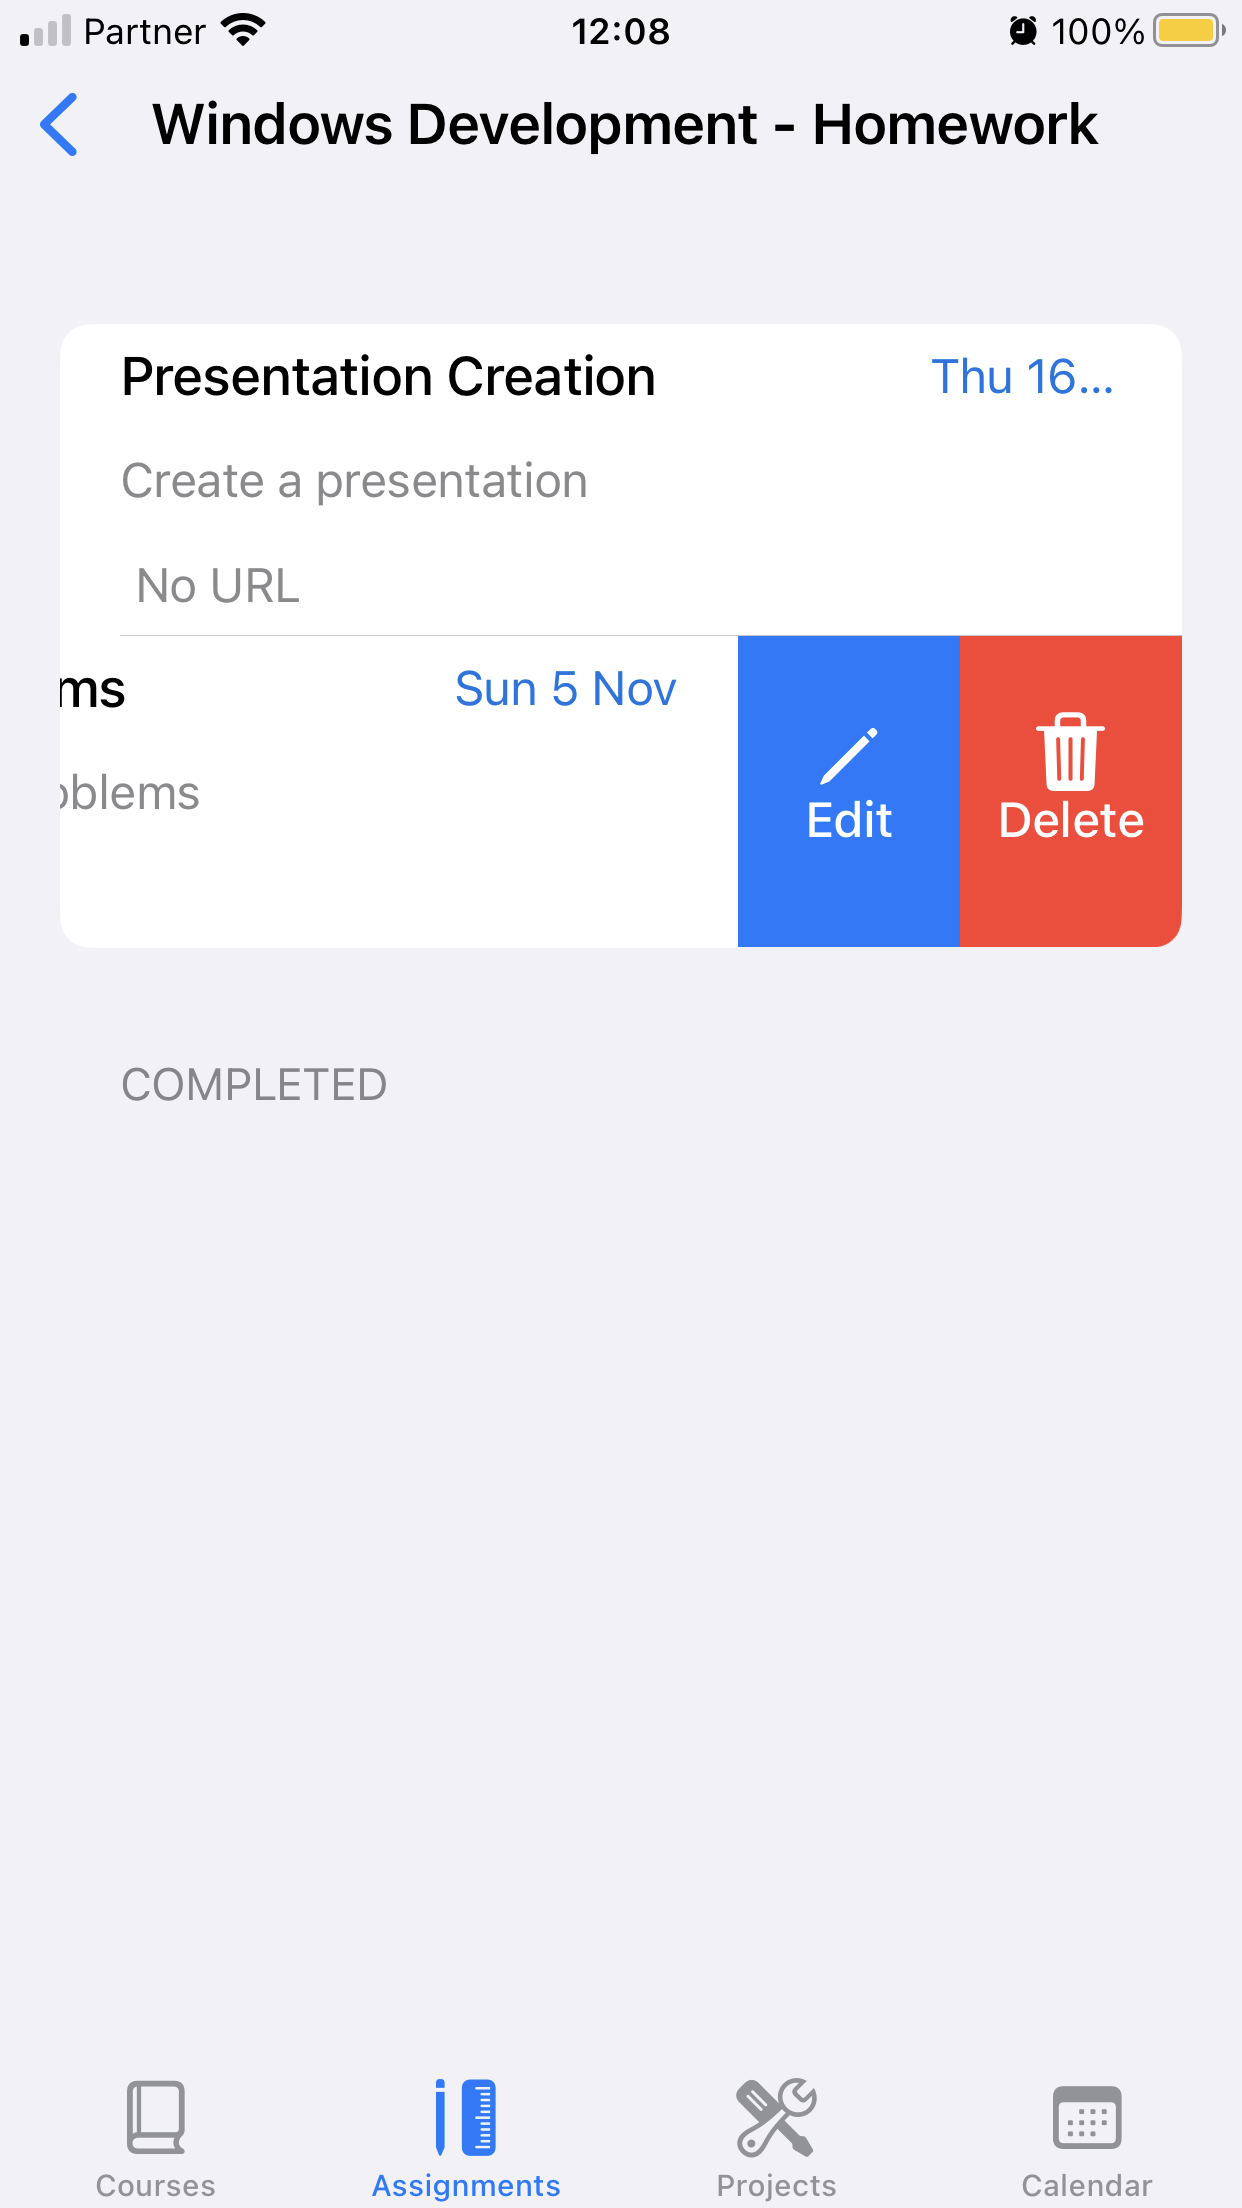 Partner 12:08 100%
Windows Development - Homework
Presentation Creation Thu 16...
Create a presentation
No URL
ms Sun 5 Nov
oblems
Edit Delete
COMPLETED
Courses Assignments Projects Calendar